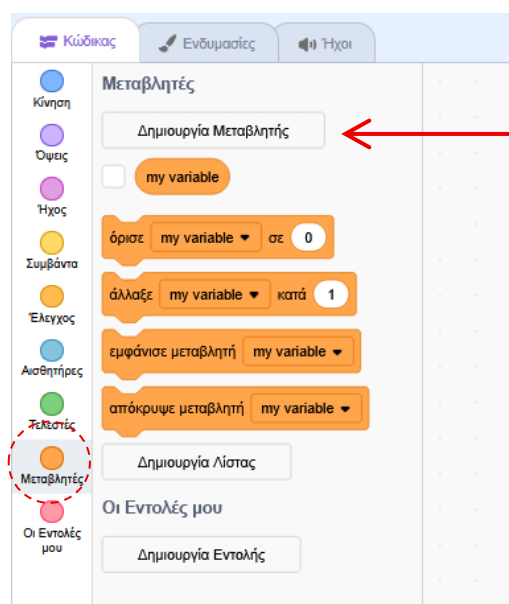 Κώδικας Ενδυμασίες Ήχοι
Κίνηση
Όψεις
Ήχος
Συμβάντα
Έλεγχος
Αισθητήρες
Τελεστές
Μεταβλητές
Οι Εντολές
μου
Μεταβλητές
Δημιουργία Μεταβλητής
my variable
όρισε my variable σε 0
άλλαξε my variable κατά 1
εμφάνισε μεταβλητή my variable
απόκρυψε μεταβλητή my variable
Δημιουργία Λίστας
Οι Εντολές μου
Δημιουργία Εντολής